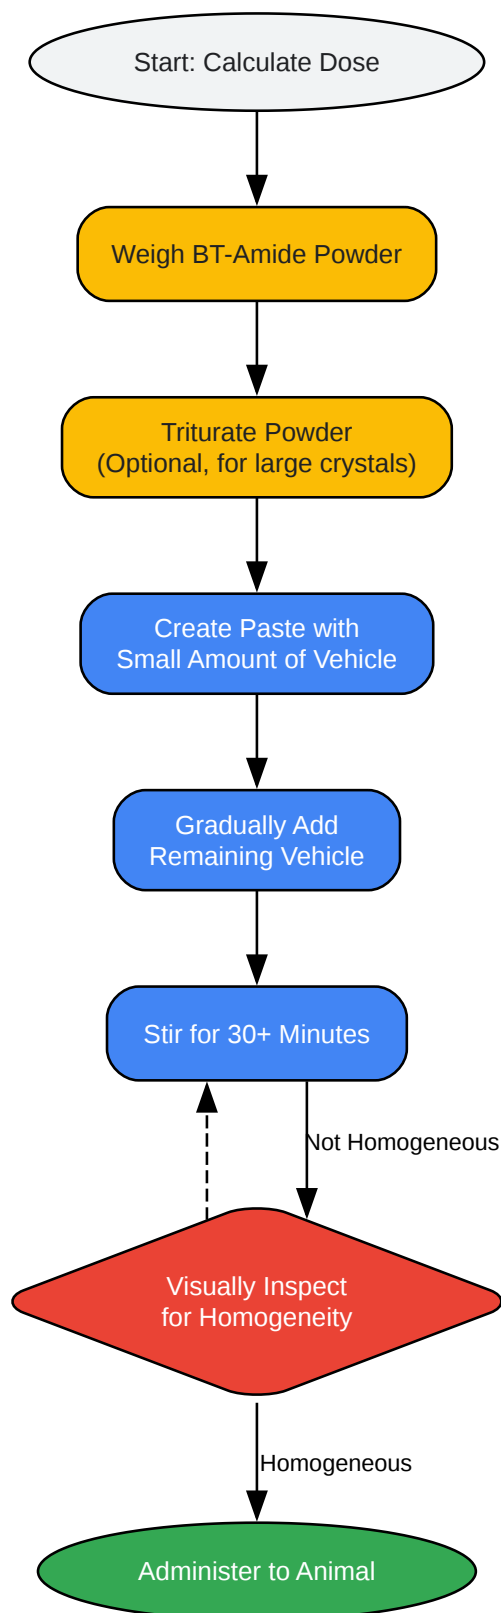 Start: Calculate Dose
Weigh BT-Amide Powder
Triturate Powder
(Optional, for large crystals)
Create Paste with
Small Amount of Vehicle
Gradually Add
Remaining Vehicle
Stir for 30+ Minutes
Not Homogeneous
Visually Inspect
for Homogeneity
Homogeneous
Administer to Animal